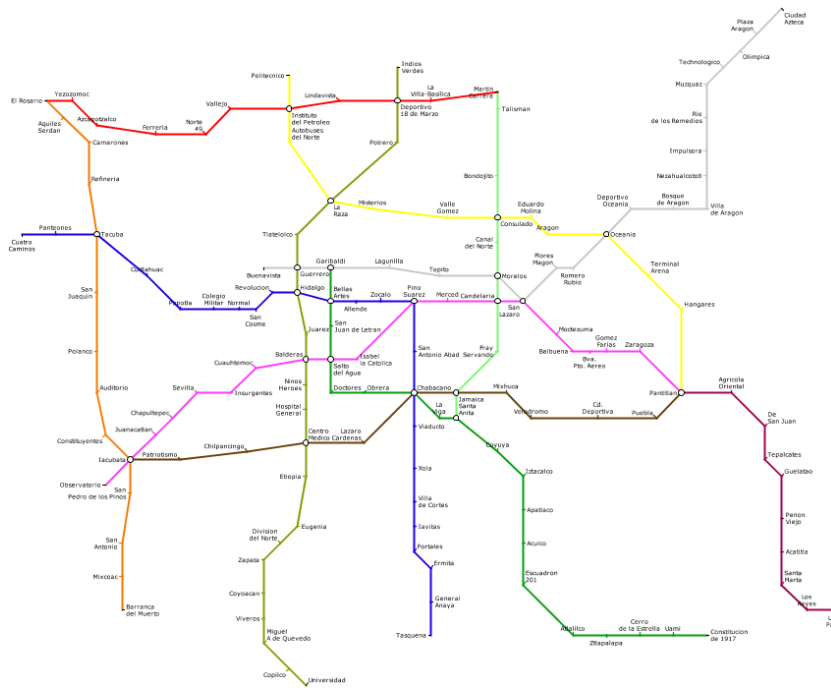 Ciudad
Azteca
Plaza
Aragon
Olimpica
Technologico
Muzquaz
Rio
de los Remedios
Impulsora
Nezahualcototl
Villa
de Aragon
Bosque
de Aragon
Deportivo
Oceania
Oceania
Politecnico
Indios
Verdes
El Rosario
Yezozomoc
Azcapotzalco
Ferreria
Norte
45
Vallejo
Instituto
del Petroleo
Autobuses
del Norte
Lindavista
Deportivo
18 de Marzo
La
Villa-Basilica
Martin
Carrera
Talisman
Aquiles
Serdan
Camarones
Refineria
Potrero
Bondojito
La
Raza
Misterios
Valle
Gomez
Consulado
Eduardo
Molina
Aragon
Panteones
Cuatro
Caminos
Tacuba
Cuitlahuac
Popotla
Colegio
Militar
Normal
San
Cosme
Revolucion
Hidalgo
Tlatelolco
Buenavista
Guerrero
Garibaldi
Lagunilla
Tepito
Morelos
Canal
del Norte
Flores
Magon
Romero
Rubio
Terminal
Arena
Hangares
San
Juaquin
Bellas
Artes
Allende
Zocalo
Pino
Suarez
Merced
Candelaria
San
Lazaro
Moctezuma
Balbuena
Bva.
Pto. Aereo
Gomez
Farias
Zaragoza
Juarez
San
Juan de Letran
San
Antonio Abad
Fray
Servando
Polanco
Auditorio
Constituyentes
Cuauhtemoc
Balderas
Salto
del Agua
Isabel
la Catolica
Sevilla
Insurgentes
Chapultepec
Juanacatlan
Ninos
Heroes
Hospital
General
Doctores
Obrera
Chabacano
Jamaica
Santa
Anita
La
Viga
Mixhuca
Velodromo
Cd.
Deportiva
Puebla
Pantitlan
Agricola
Oriental
De
San Juan
Tepalcates
Guelatao
Penon
Viejo
Acatitla
Santa
Marta
Los
Reyes
Iacubata
Observatorio
Patriotismo
Chilpancingo
Centro
Medico
Lazaro
Cardenas
Viaducto
Xola
Villa
de Cortes
Iavitas
Portales
Ermita
General
Anaya
Tasquena
Coyuya
Iztacalco
Apatlaco
Aculco
Escuadron
201
Atlalilco
Ztlapalapa
Cerro
de la Estrella
Uami
Constitucion
de 1917
San
Pedro de los Pinos
San
Antonio
Mixcoac
Barranca
del Muerto
Etiopia
Eugenia
Division
del Norte
Zapata
Coyoacan
Viveros
Miguel
A de Quevedo
Copilco
Universidad